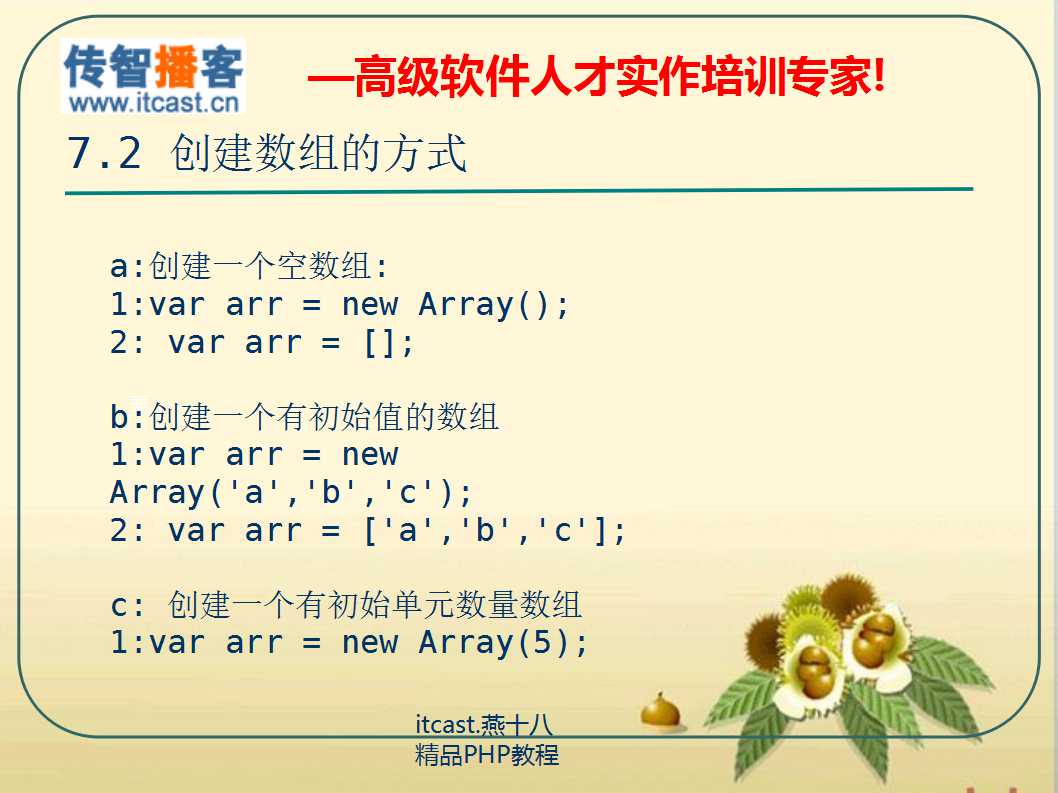 传智播客
www.itcast.cn
—高级软件人才实作培训专家!
7.2 创建数组的方式
a:创建一个空数组:
1:var arr = new Array();
2: var arr = [];
b:创建一个有初始值的数组
1:var arr = new
Array('a','b','c');
2: var arr = ['a','b','c'];
c: 创建一个有初始单元数量数组
1:var arr = new Array(5);
itcast.燕十八
精品PHP教程